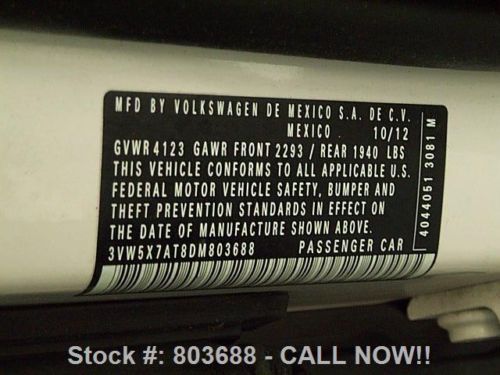 MFD BY VOLKSWAGEN DE MEXICO S.A. DE C.V.
MEXICO. 10/12
GVWR 4123 GAWR FRONT 2293 / REAR 1940 LBS
THIS VEHICLE CONFORMS TO ALL APPLICABLE U.S.
FEDERAL MOTOR VEHICLE SAFETY, BUMPER AND
THEFT PREVENTION STANDARDS IN EFFECT ON
THE DATE OF MANUFACTURE SHOWN ABOVE.
3VW5X7AT8DM803688 PASSENGER CAR
4044051 3081 M
Stock #: 803688 - CALL NOW!!